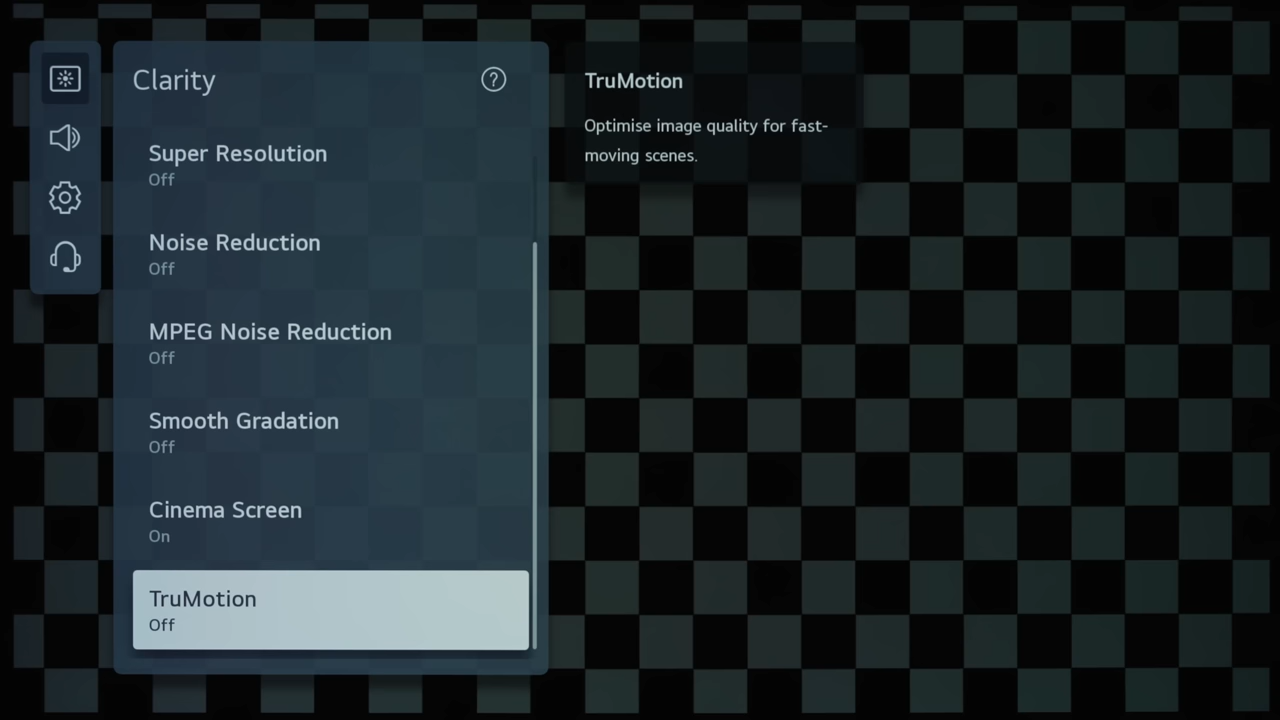 Clarity
Super Resolution
Off
Noise Reduction
Off
MPEG Noise Reduction
Off
Smooth Gradation
Off
Cinema Screen
On
TruMotion
Off
TruMotion
Optimise image quality for fast-
moving scenes.